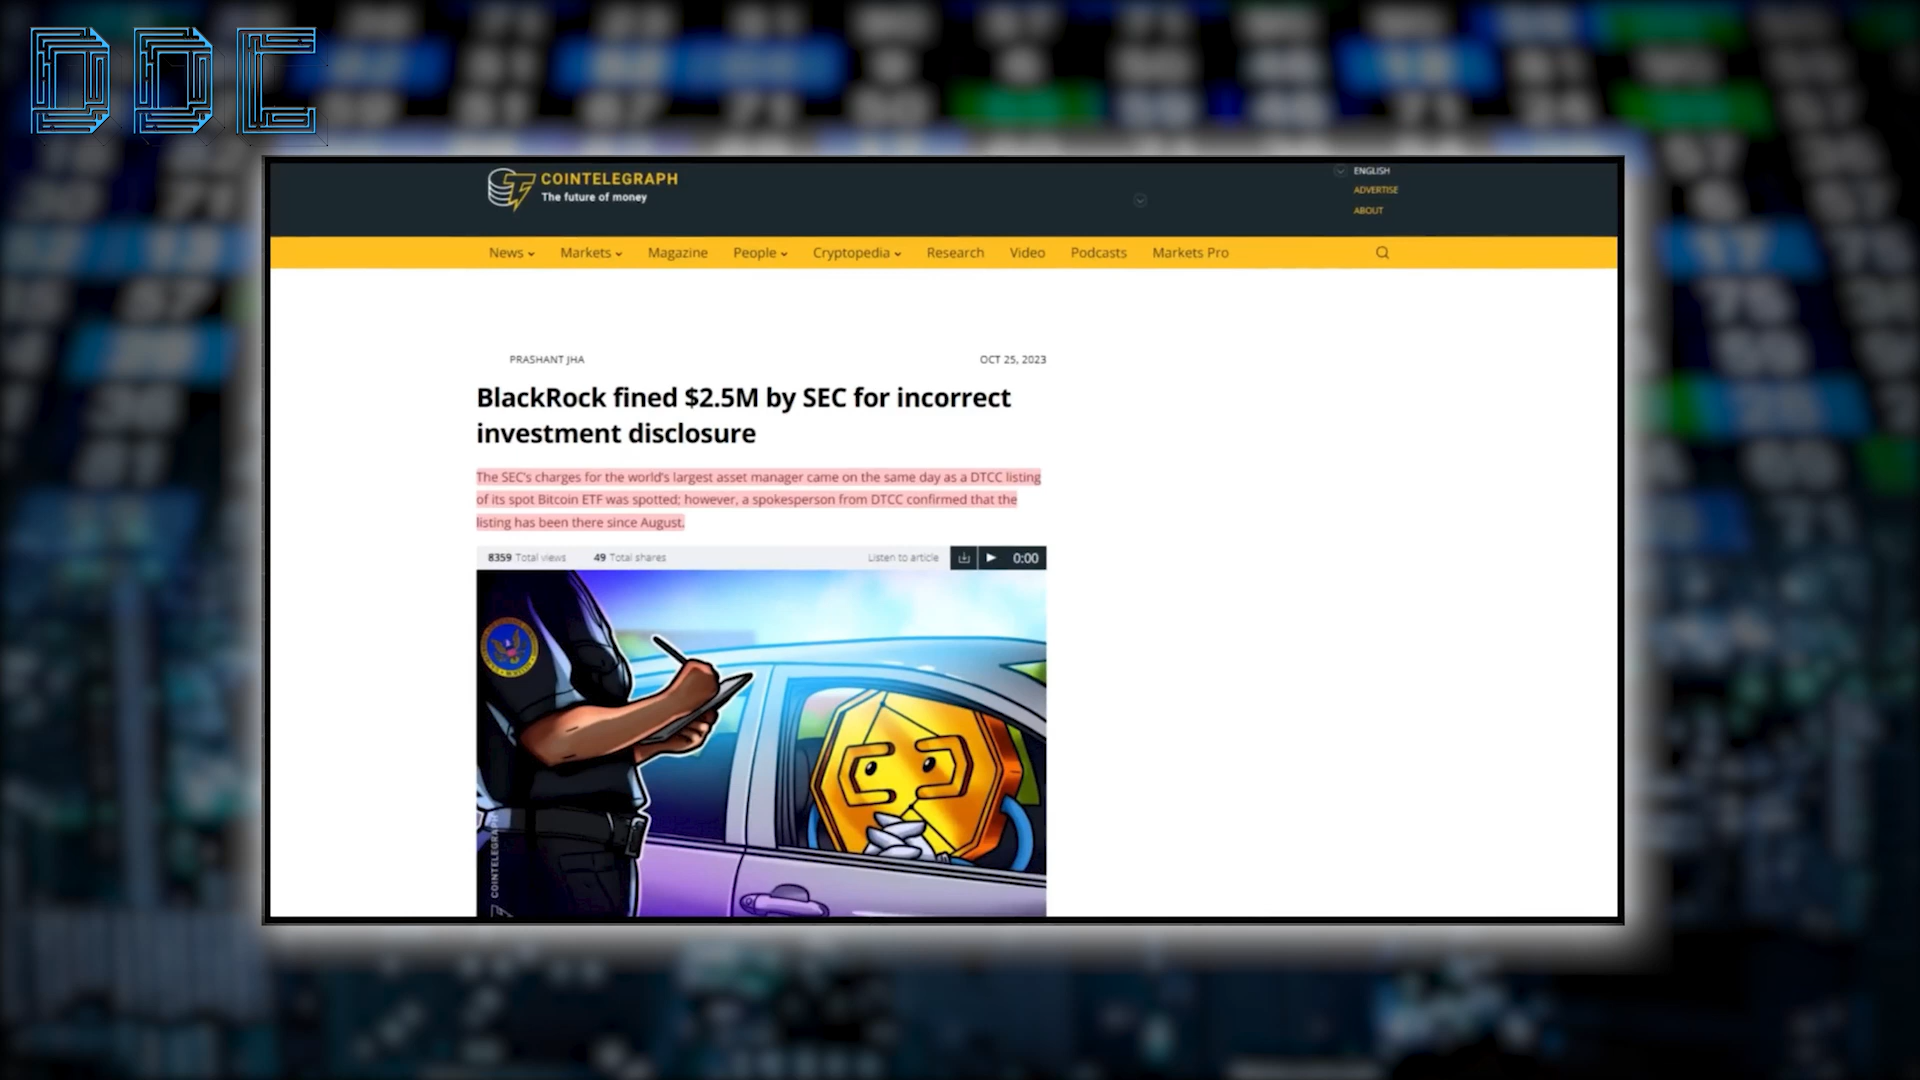 DDC
COINTELEGRAPH
The future of money
ENGLISH
ADVERTISE
ABOUT
News Markets Magazine People Cryptopedia Research Video Podcasts Markets Pro
PRASHANT JHA OCT 25, 2023
BlackRock fined $2.5M by SEC for incorrect
investment disclosure
The SEC's charges for the world's largest asset manager came on the same day as a DTCC listing
of its spot Bitcoin ETF was spotted; however, a spokesperson from DTCC confirmed that the
listing has been there since August.
8359 Total views 49 Total shares Listen to article 0:00
COINTELEGRAPH